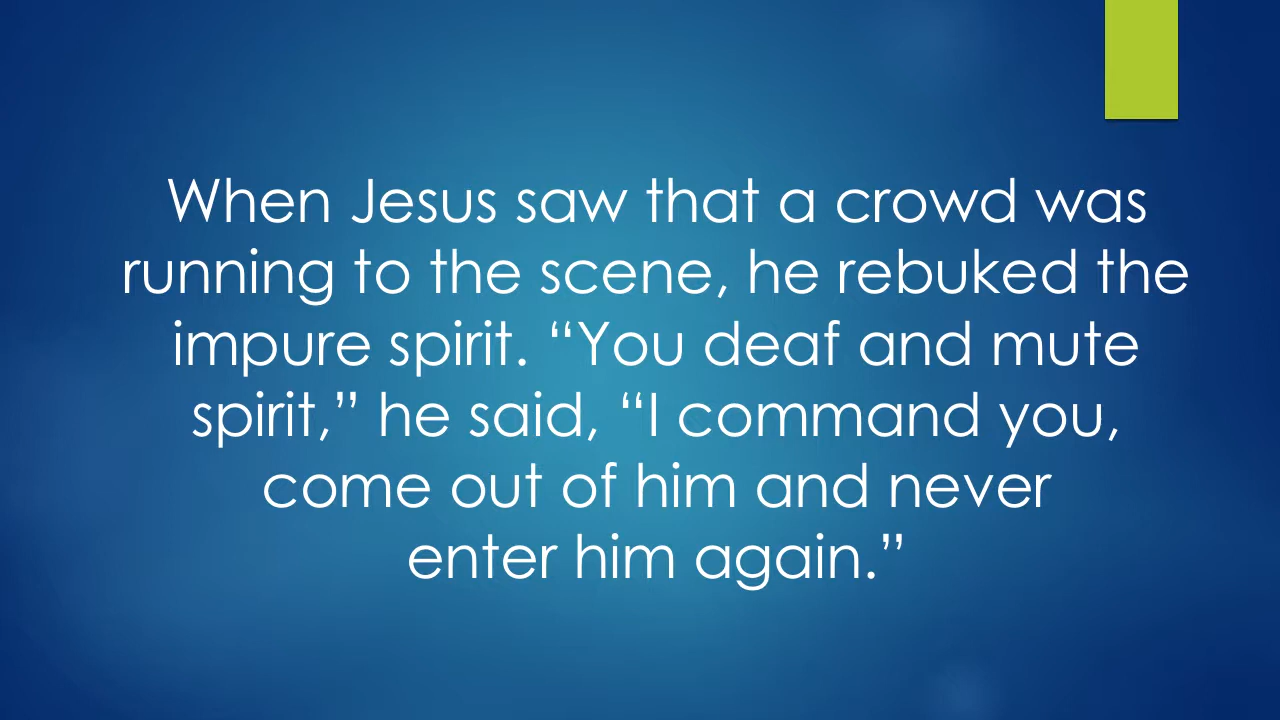 When Jesus saw that a crowd was
running to the scene, he rebuked the
impure spirit. “You deaf and mute
spirit,” he said, “I command you,
come out of him and never
enter him again.”